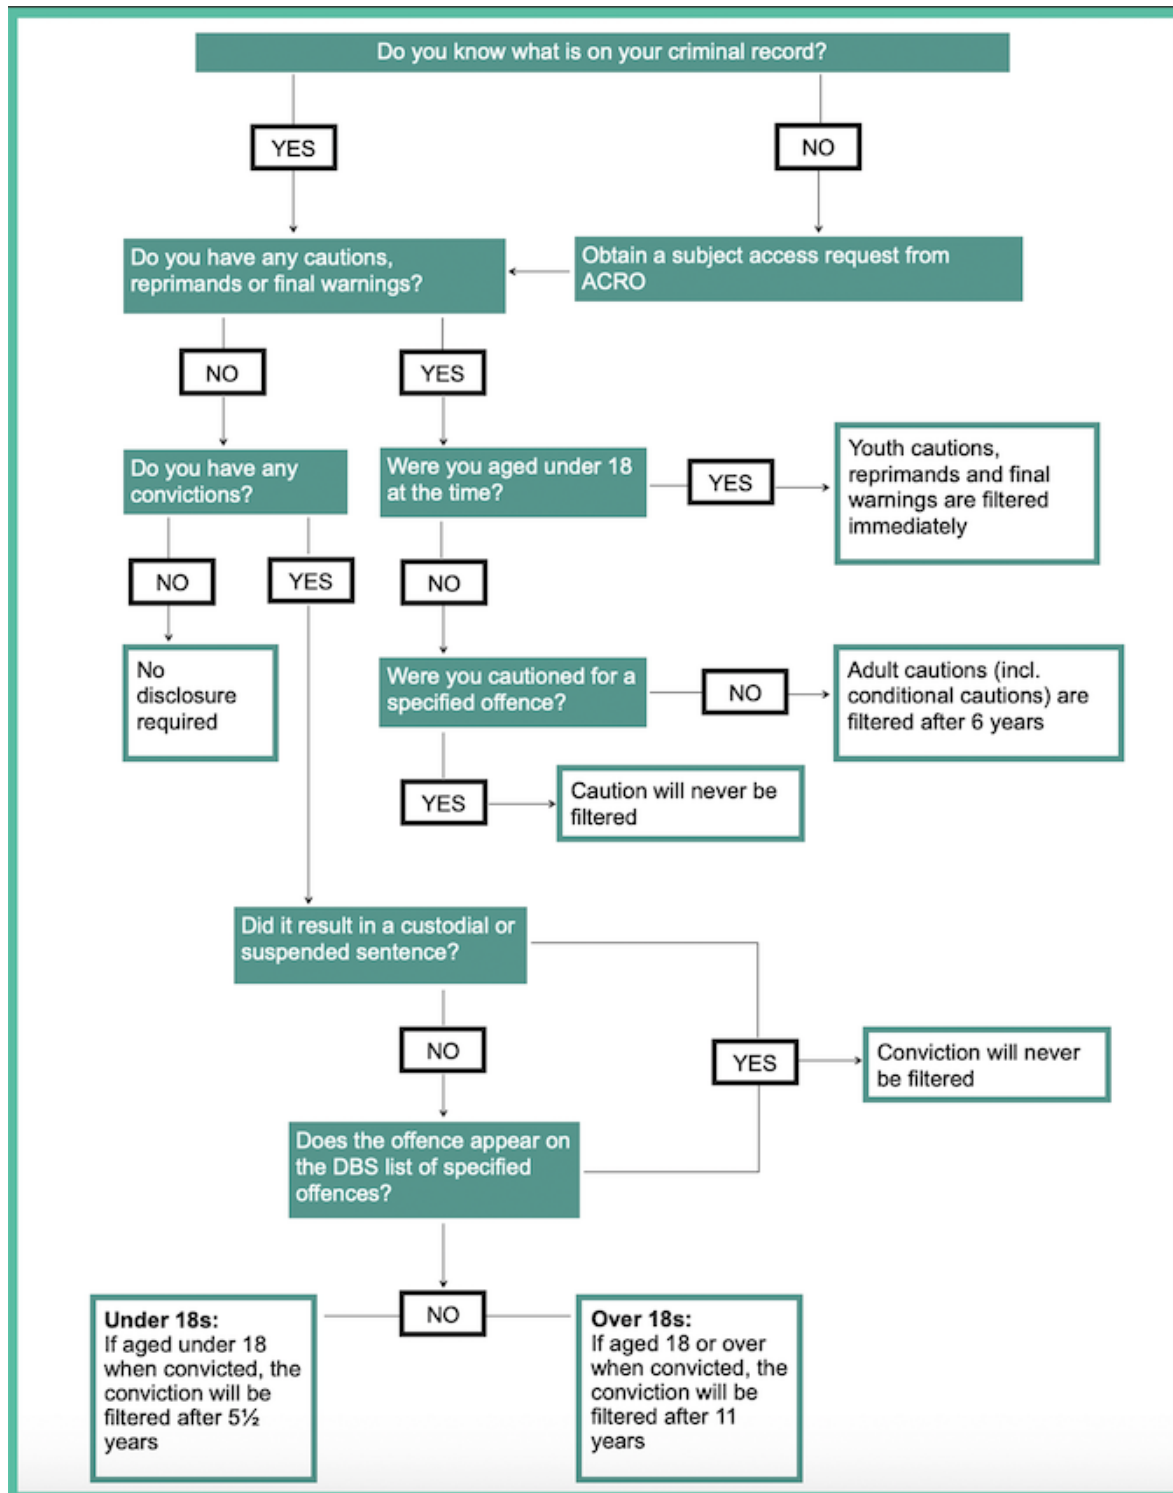 Do you know what is on your criminal record?
YES
NO
Do you have any cautions,
reprimands or final warnings?
Obtain a subject access request from
ACRO
NO
YES
Do you have any
convictions?
Were you aged under 18
at the time?
YES
Youth cautions,
reprimands and final
warnings are filtered
immediately
NO
YES
NO
No
disclosure
required
Were you cautioned for a
specified offence?
NO
Adult cautions (incl.
conditional cautions) are
filtered after 6 years
YES
Caution will never be
filtered
Did it result in a custodial or
suspended sentence?
NO
YES
Conviction will never
be filtered
Does the offence appear on
the DBS list of specified
offences?
NO
Under 18s:
If aged under 18
when convicted, the
conviction will be
filtered after 5½
years
Over 18s:
If aged 18 or over
when convicted, the
conviction will be
filtered after 11
years